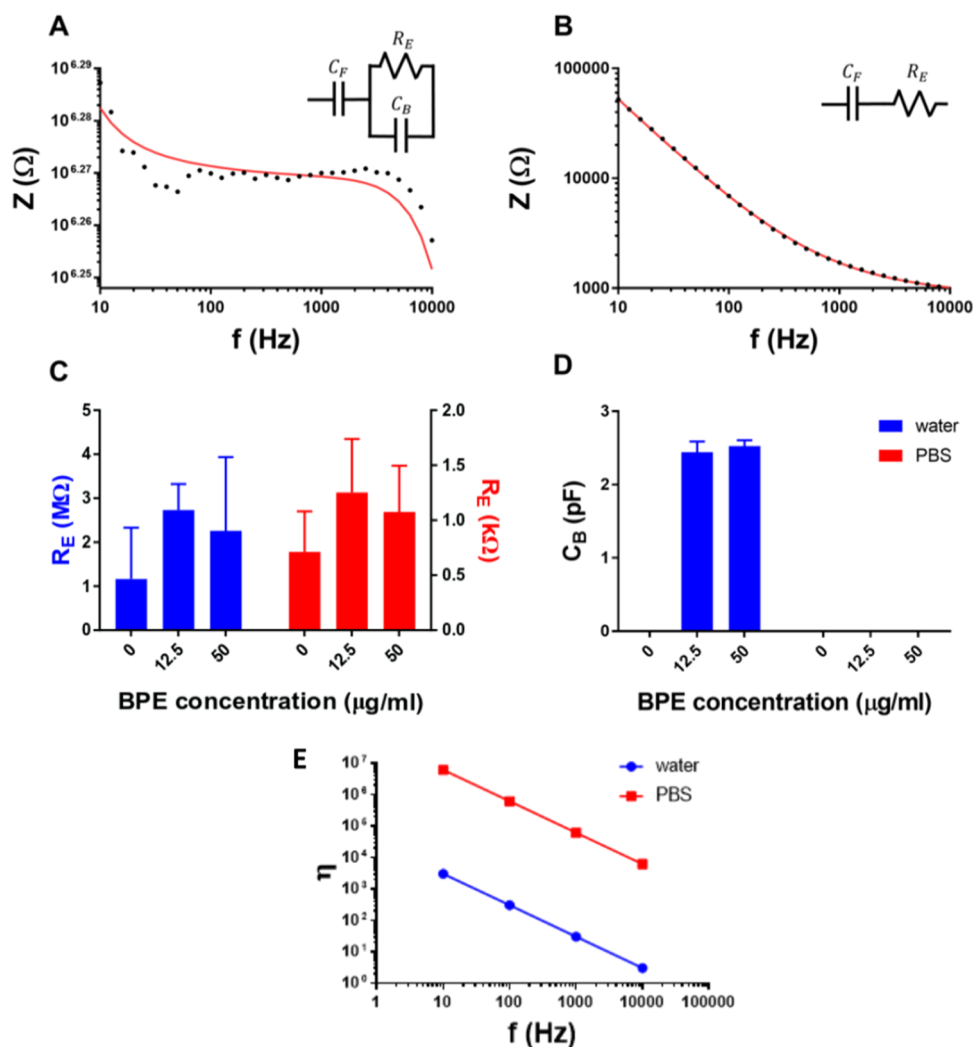 A
10^6.29
10^6.28
10^6.27
10^6.26
10^6.25
Z (Ω)
10 100 1000 10000
f (Hz)
C_F
R_E
C_B
B
100000
10000
1000
Z (Ω)
10 100 1000 10000
f (Hz)
C_F
R_E
C
5
4
3
2
1
0
R_E (MΩ)
2.0
1.5
1.0
0.5
0.0
R_E (kΩ)
0 12.5 50 0 12.5 50
BPE concentration (μg/ml)
D
3
2
1
0
C_B (pF)
water
PBS
0 12.5 50 0 12.5 50
BPE concentration (μg/ml)
E
10^7
10^6
10^5
10^4
10^3
10^2
10^1
10^0
η
water
PBS
1 10 100 1000 10000 100000
f (Hz)